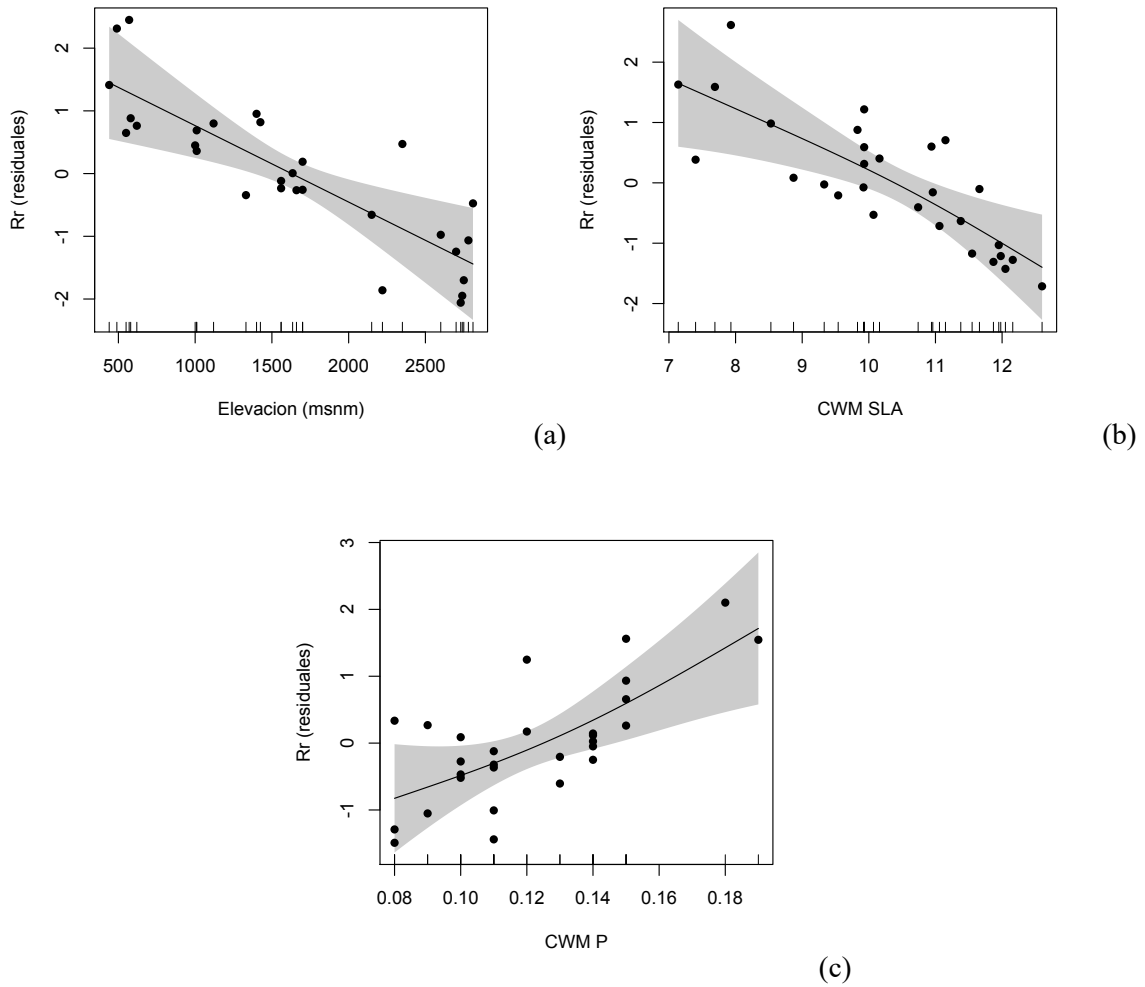 2
1
0
-1
-2
Rr (residuales)
500 1000 1500 2000 2500
Elevacion (msnm)
(a)
2
1
0
-1
-2
Rr (residuales)
7 8 9 10 11 12
CWM SLA
(b)
3
2
1
0
-1
Rr (residuales)
0.08 0.10 0.12 0.14 0.16 0.18
CWM P
(c)